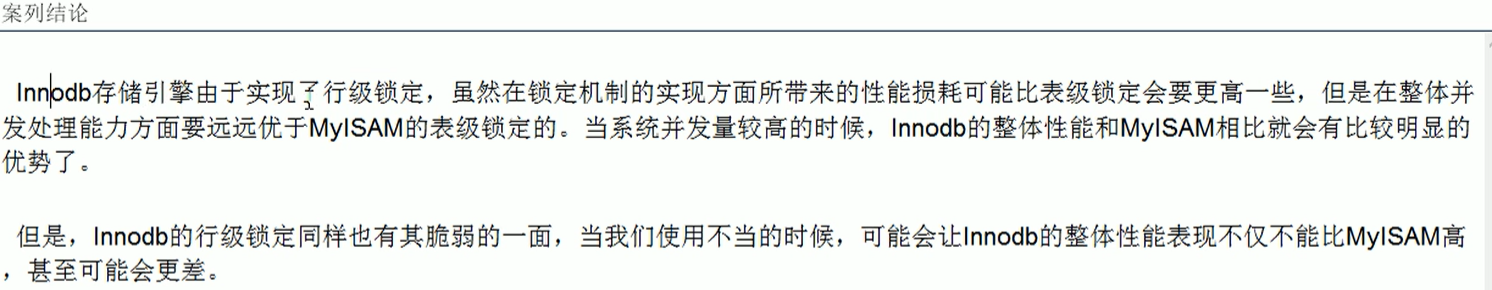 案列结论
Innodb存储引擎由于实现了行级锁定，虽然在锁定机制的实现方面所带来的性能损耗可能比表级锁定会要更高一些，但是在整体并
发处理能力方面要远远优于MyISAM的表级锁定的。当系统并发量较高的时候，Innodb的整体性能和MyISAM相比就会有比较明显的
优势了。
但是，Innodb的行级锁定同样也有其脆弱的一面，当我们使用不当的时候，可能会让Innodb的整体性能表现不仅不能比MyISAM高
，甚至可能会更差。